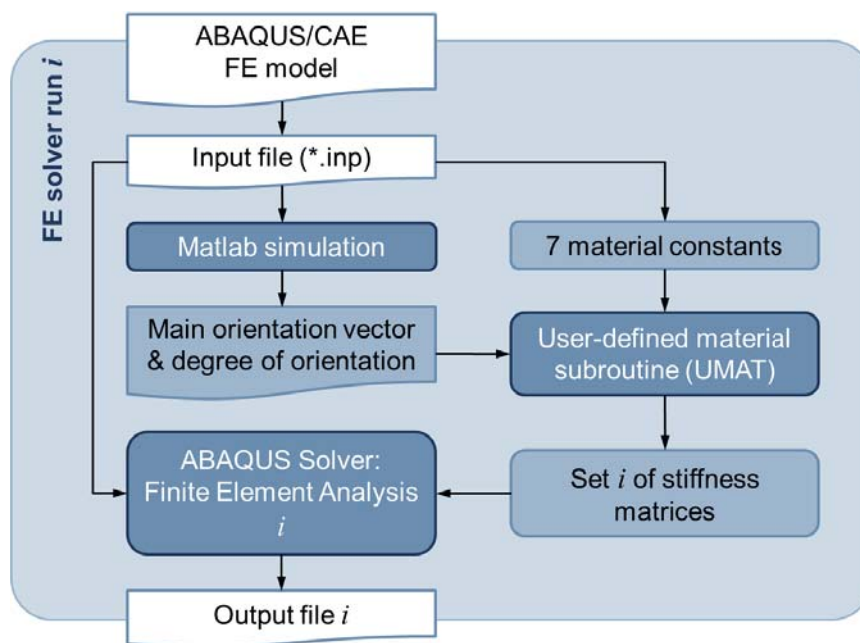 ABAQUS/CAE
FE model
FE solver run i
Input file (*.inp)
Matlab simulation
7 material constants
Main orientation vector
& degree of orientation
User-defined material
subroutine (UMAT)
ABAQUS Solver:
Finite Element Analysis
i
Set i of stiffness
matrices
Output file i